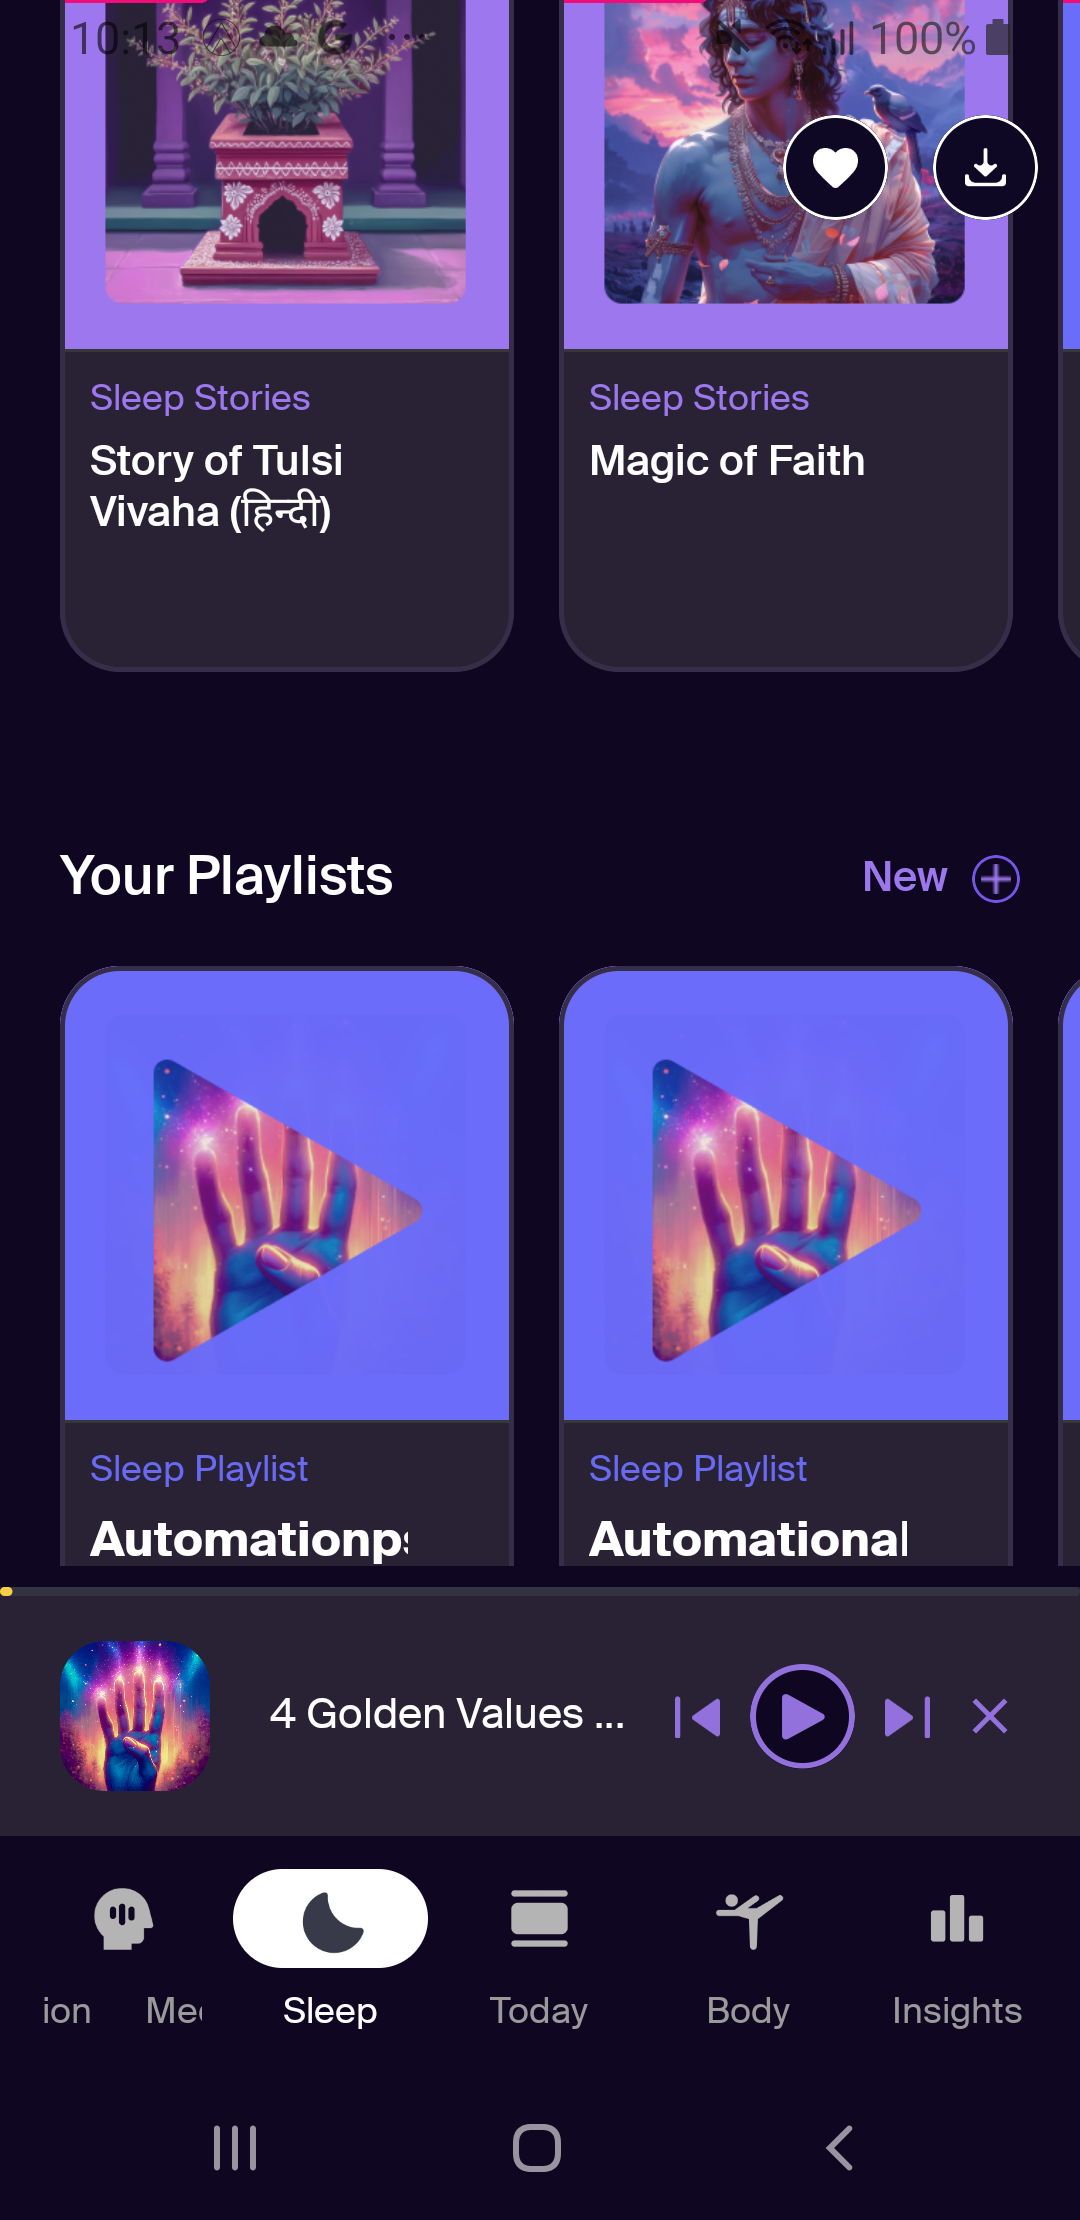 10:13
100%
Sleep Stories
Story of Tulsi
Vivaha (हिन्दी)
Sleep Stories
Magic of Faith
Your Playlists
New
Sleep Playlist
Automationp
Sleep Playlist
Automational
4 Golden Values ...
ion
Me
Sleep
Today
Body
Insights